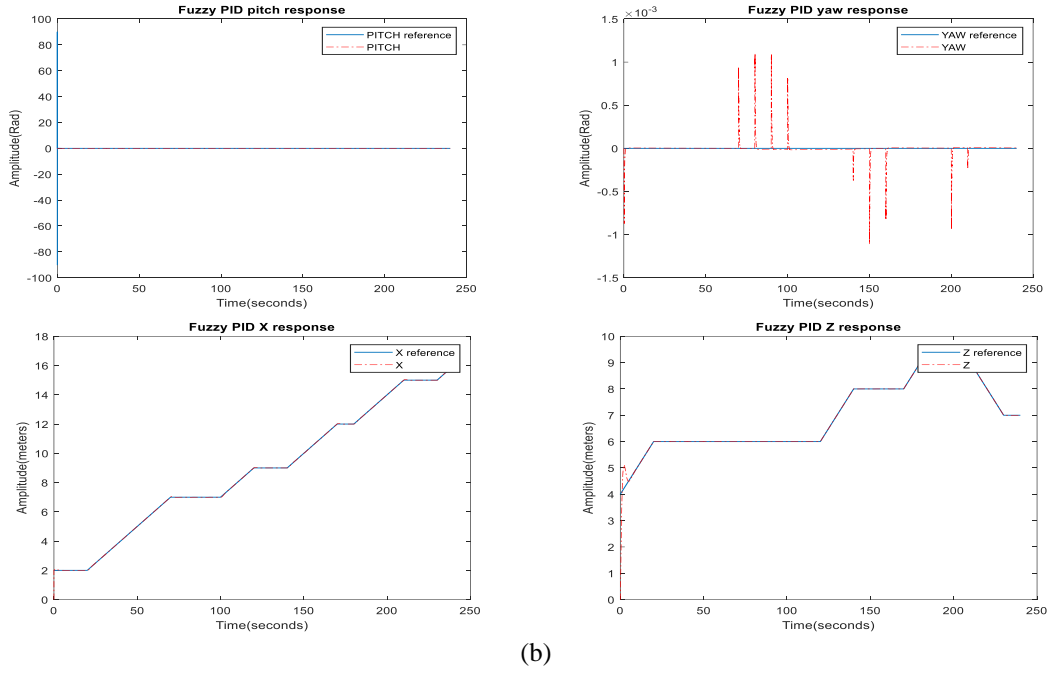 Fuzzy PID pitch response
100
80
60
40
20
0
-20
-40
-60
-80
-100
Amplitude(Rad)
PITCH reference
PITCH
0 50 100 150 200 250
Time(seconds)
×10^-3
Fuzzy PID yaw response
1.5
1
0.5
0
-0.5
-1
-1.5
Amplitude(Rad)
YAW reference
YAW
0 50 100 150 200 250
Time(seconds)
Fuzzy PID X response
18
16
14
12
10
8
6
4
2
0
Amplitude(meters)
X reference
X
0 50 100 150 200 250
Time(seconds)
Fuzzy PID Z response
10
9
8
7
6
5
4
3
2
1
0
Amplitude(meters)
Z reference
Z
0 50 100 150 200 250
Time(seconds)
(b)